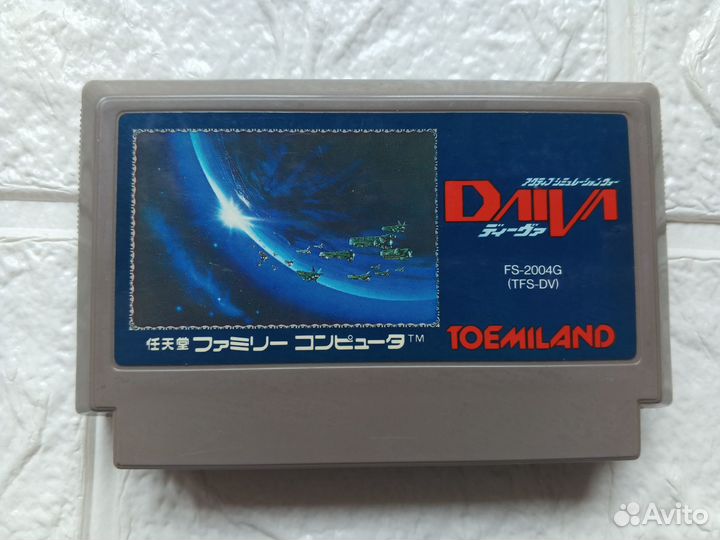 アクティブ・シミュレーションウォー
DAIVA
ディーヴァ
FS-2004G
(TFS-DV)
任天堂 ファミリー コンピュータ™
TOEMILAND
Avito